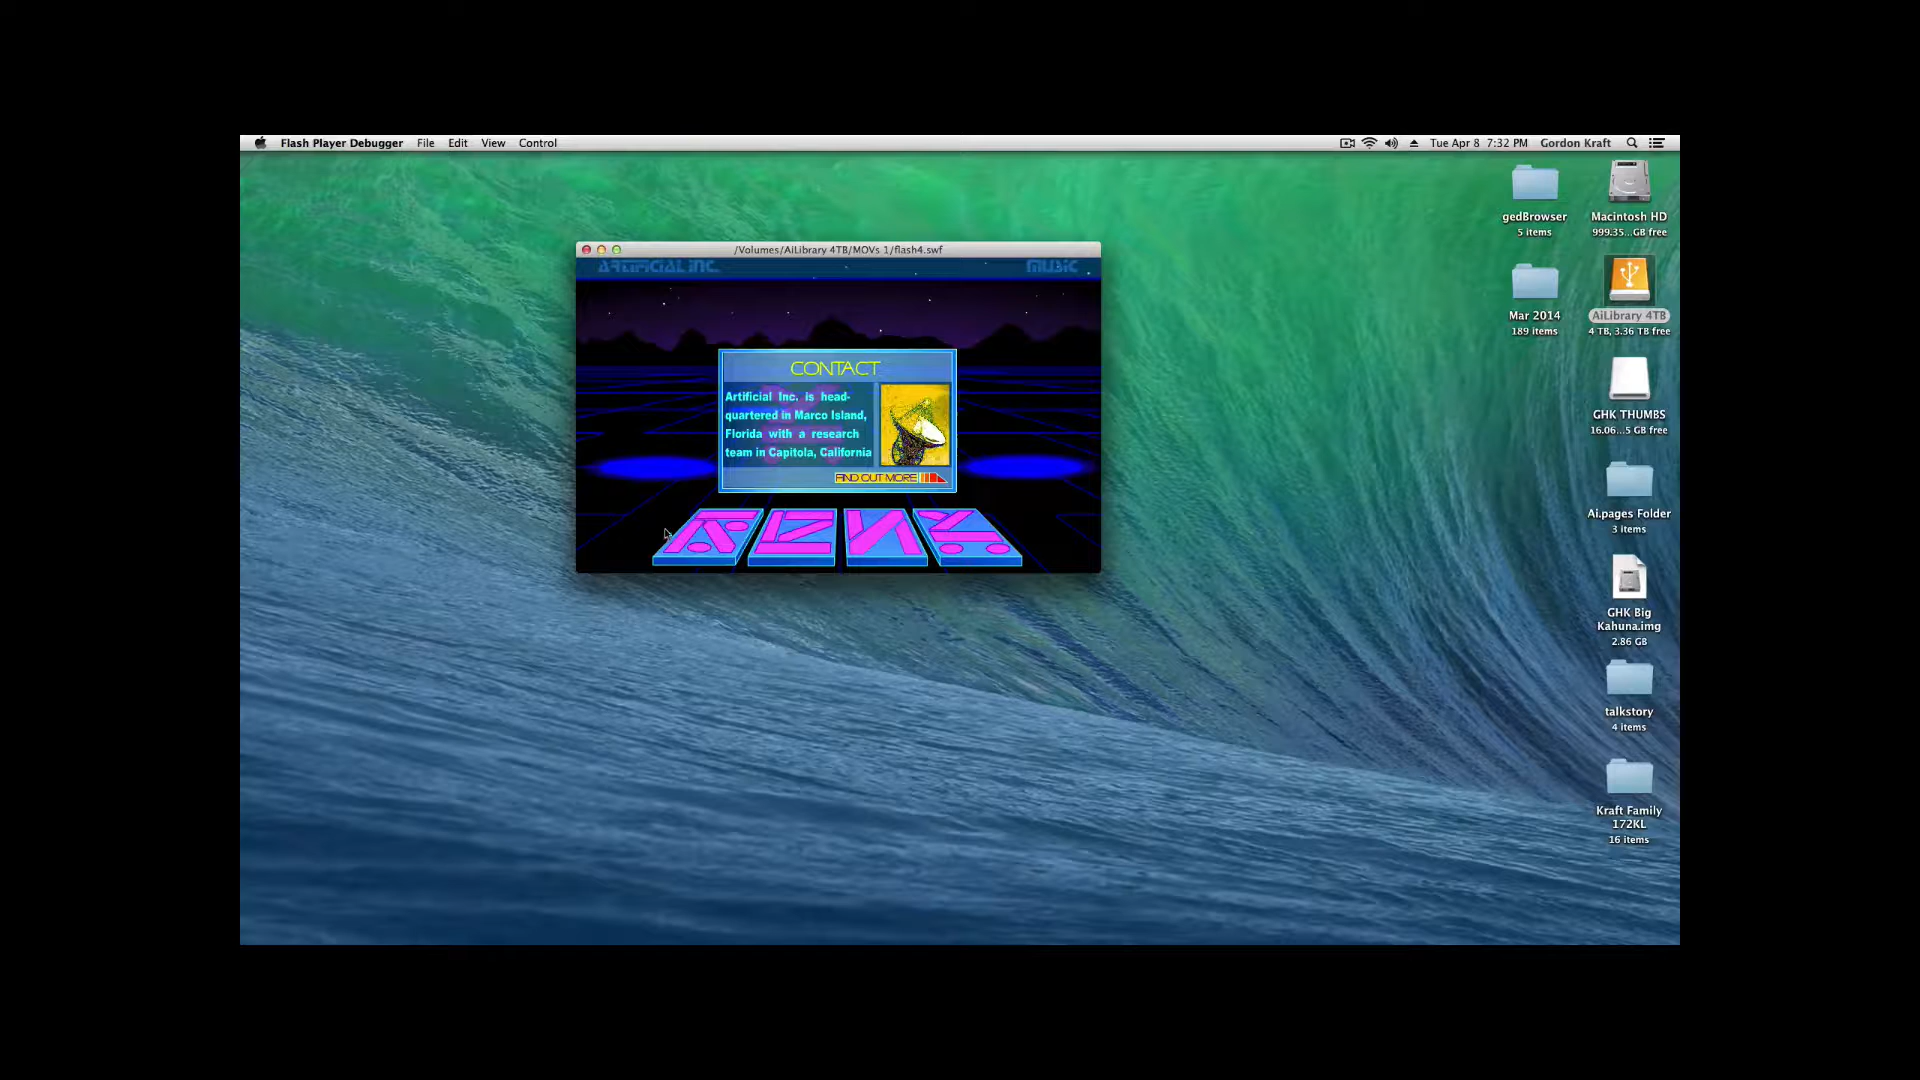 Flash Player Debugger File Edit View Control
Tue Apr 8 7:32 PM Gordon Kraft
/Volumes/AiLibrary 4TB/MOVs 1/flash4.swf
ARTIFICIAL INC. MUSIC
CONTACT
Artificial Inc. is head-
quartered in Marco Island,
Florida with a research
team in Capitola, California
FIND OUT MORE
gedBrowser
5 items
Mar 2014
189 items
Macintosh HD
999.35...GB free
AiLibrary 4TB
4 TB, 3.36 TB free
GHK THUMBS
16.06...5 GB free
Ai.pages Folder
3 items
GHK Big
Kahuna.img
2.86 GB
talkstory
4 items
Kraft Family
172KL
16 items